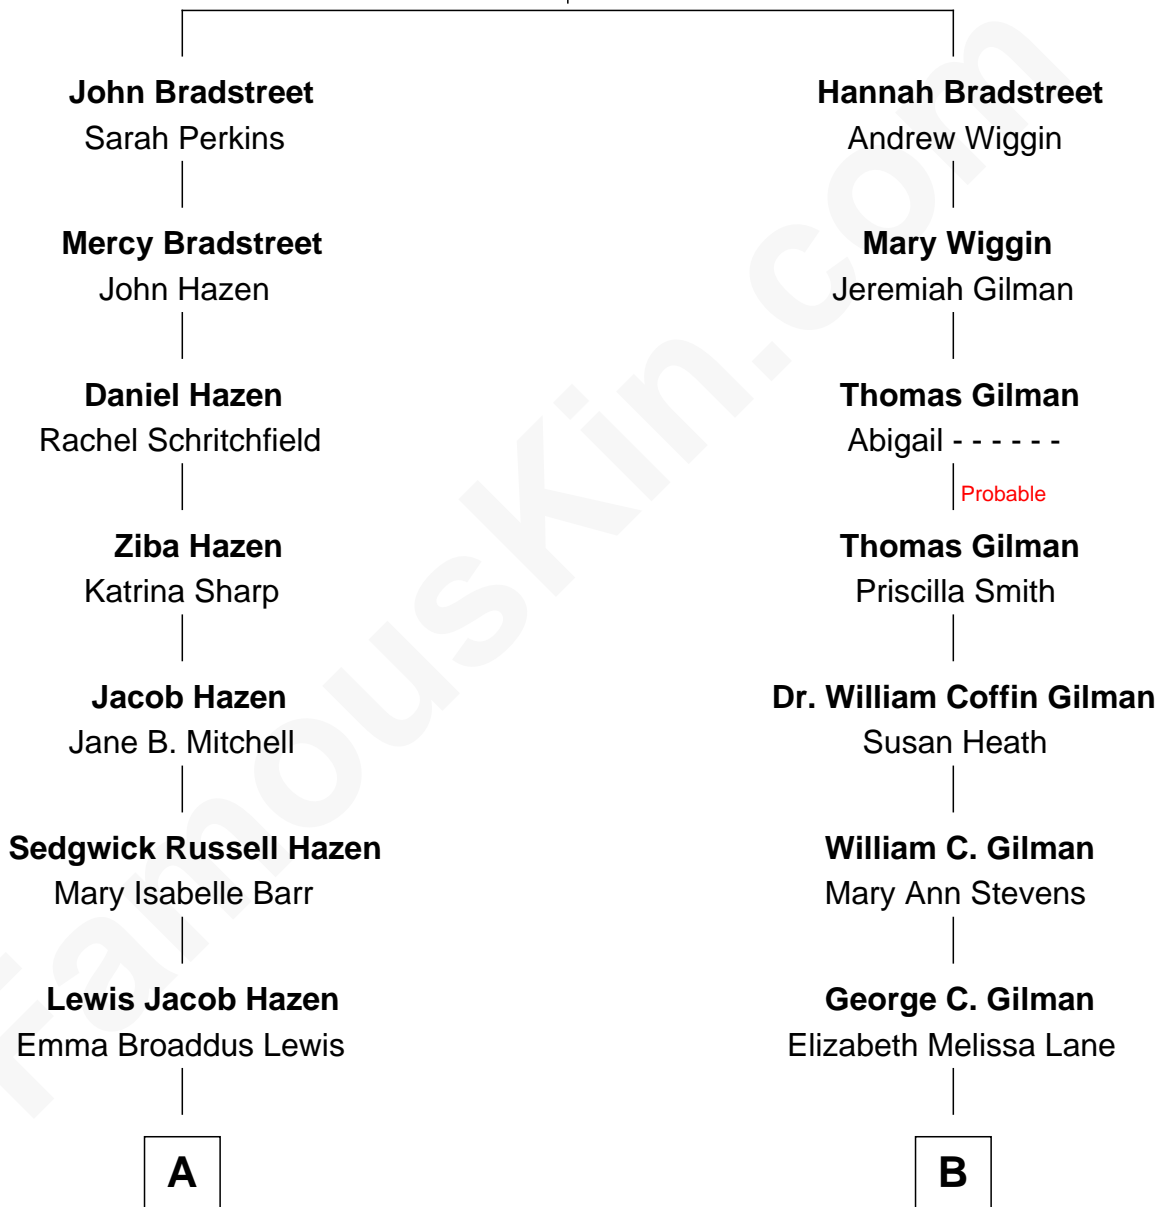 John Bradstreet
Sarah Perkins
Mercy Bradstreet
John Hazen
Daniel Hazen
Rachel Schritchfield
Ziba Hazen
Katrina Sharp
Jacob Hazen
Jane B. Mitchell
Sedgwick Russell Hazen
Mary Isabelle Barr
Lewis Jacob Hazen
Emma Broaddus Lewis
A
Hannah Bradstreet
Andrew Wiggin
Mary Wiggin
Jeremiah Gilman
Thomas Gilman
Abigail - - - - - -
Probable
Thomas Gilman
Priscilla Smith
Dr. William Coffin Gilman
Susan Heath
William C. Gilman
Mary Ann Stevens
George C. Gilman
Elizabeth Melissa Lane
B
FamousKin.com